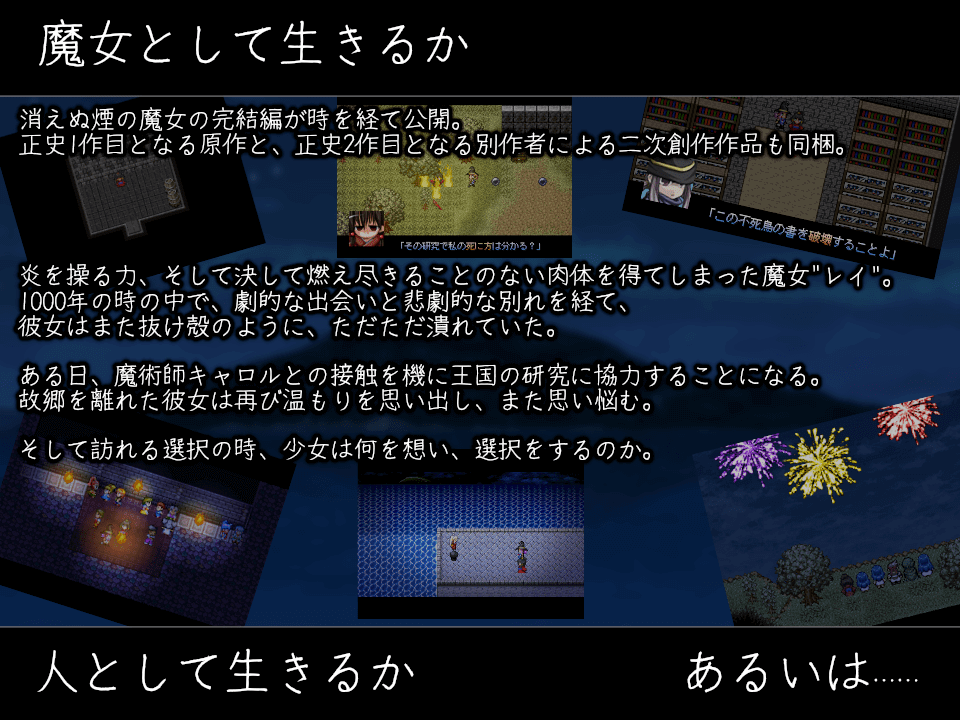 魔女として生きるか
消えぬ煙の魔女の完結編が時を経て公開。
正史1作目となる原作と、正史2作目となる別作者による二次創作作品も同梱。
「その研究で私の死に方は分かる？」
「この不死鳥の書を破壊することよ」
炎を操る力、そして決して燃え尽きることのない肉体を得てしまった魔女"レイ"。
1000年の時の中で、劇的な出会いと悲劇的な別れを経て、
彼女はまた抜け殻のように、ただただ潰れていた。
ある日、魔術師キャロルとの接触を機に王国の研究に協力することになる。
故郷を離れた彼女は再び温もりを思い出し、また思い悩む。
そして訪れる選択の時、少女は何を想い、選択をするのか。
人として生きるか
あるいは……